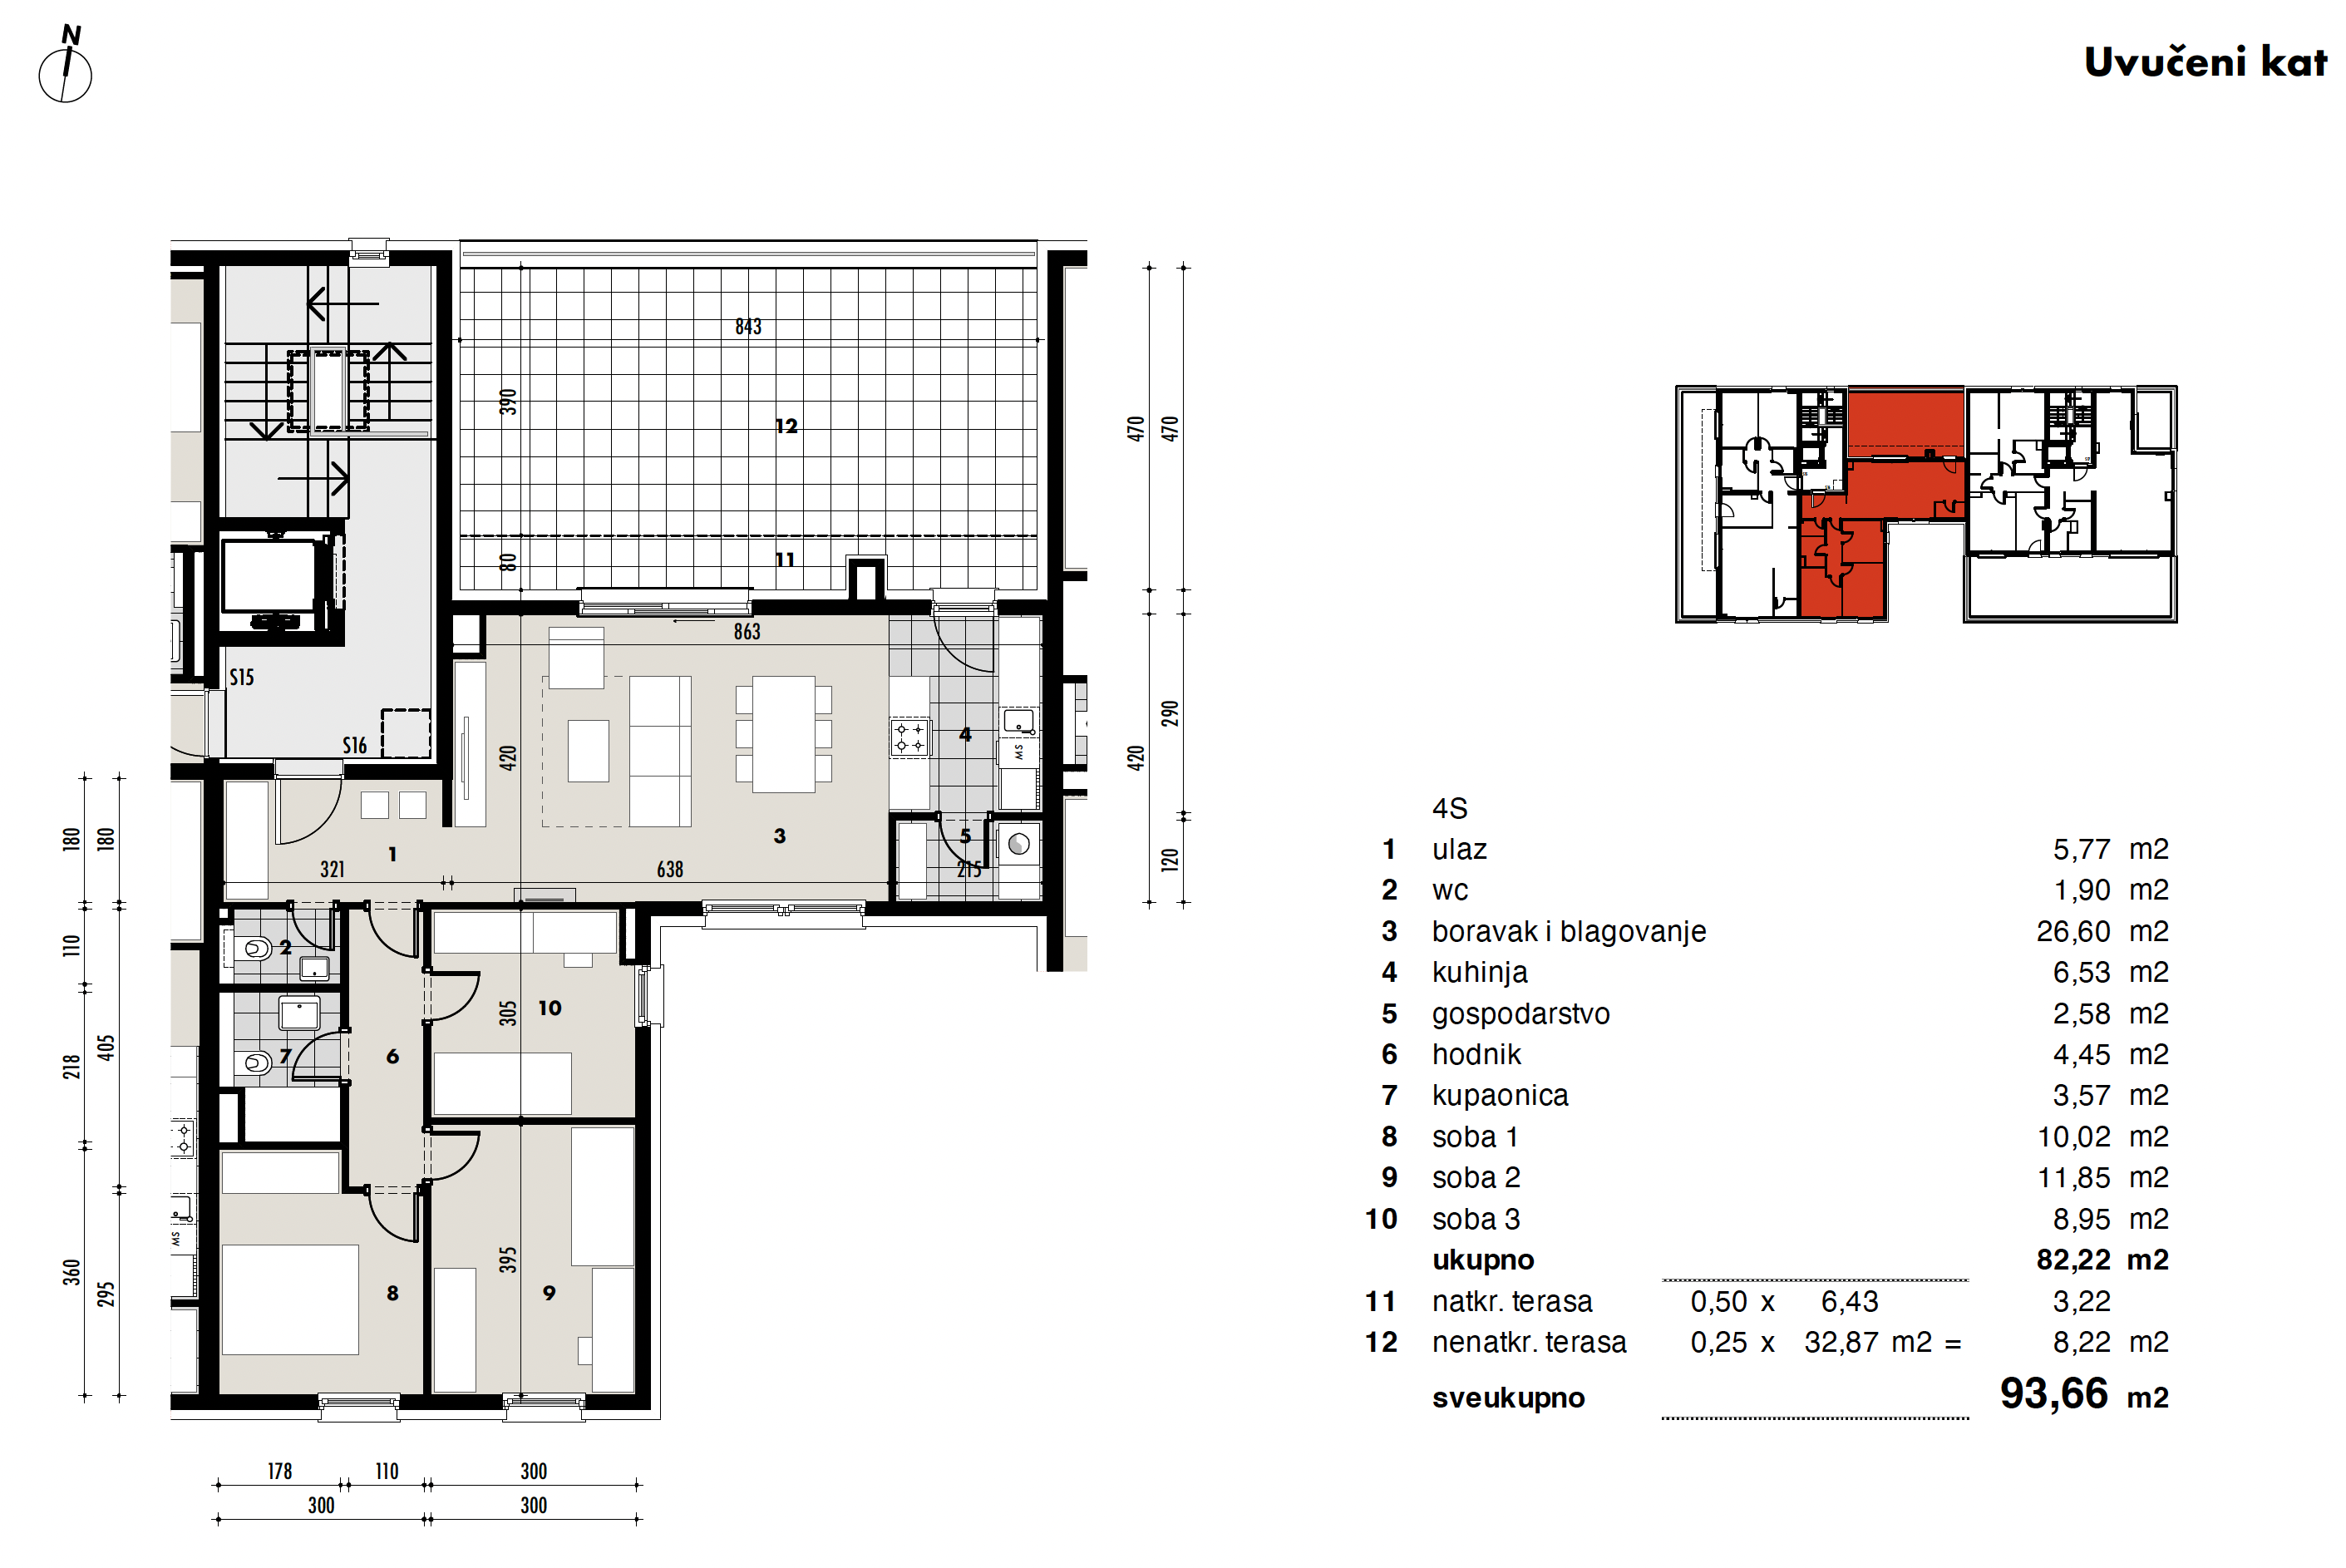 N
Uvučeni kat
843
390
12
470
470
80
11
863
S15
S16
420
4
MS
290
420
3
5
1
321
638
215
120
180
180
110
2
10
305
405
218
7
6
MS
360
295
8
395
9
178
110
300
300
300
4S
1 ulaz 5,77 m2
2 wc 1,90 m2
3 boravak i blagovanje 26,60 m2
4 kuhinja 6,53 m2
5 gospodarstvo 2,58 m2
6 hodnik 4,45 m2
7 kupaonica 3,57 m2
8 soba 1 10,02 m2
9 soba 2 11,85 m2
10 soba 3 8,95 m2
ukupno 82,22 m2
11 natkr. terasa 0,50 x 6,43 3,22
12 nenatkr. terasa 0,25 x 32,87 m2 = 8,22 m2
sveukupno 93,66 m2